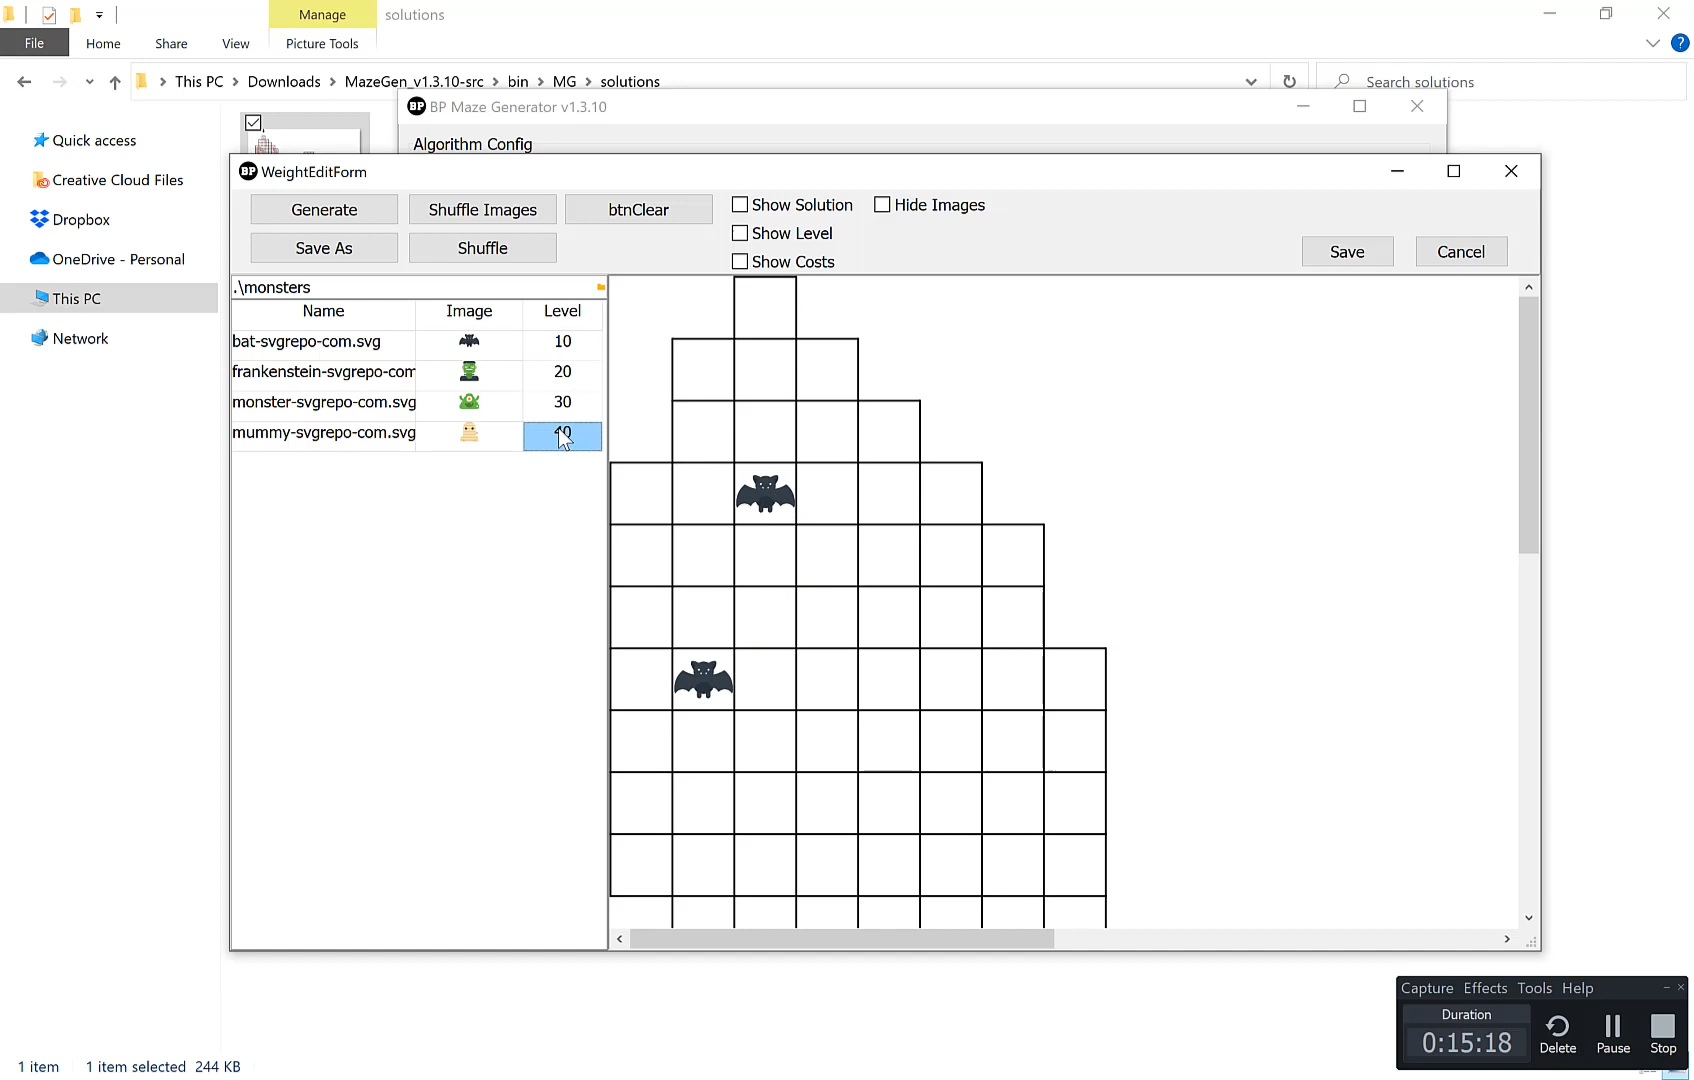 Manage
solutions
File
Home
Share
View
Picture Tools
This PC
Downloads
MazeGen_v1.3.10-src
bin
MG
solutions
Search solutions
BP
BP Maze Generator v1.3.10
Algorithm Config
Quick access
Creative Cloud Files
Dropbox
OneDrive - Personal
This PC
Network
BP
WeightEditForm
Generate
Shuffle Images
btnClear
Show Solution
Hide Images
Save As
Shuffle
Show Level
Show Costs
Save
Cancel
.\monsters
Name
Image
Level
bat-svgrepo-com.svg
10
frankenstein-svgrepo-com
20
monster-svgrepo-com.svg
30
mummy-svgrepo-com.svg
40
Capture Effects Tools Help
Duration
0:15:18
Delete
Pause
Stop
1 item
1 item selected 244 KB